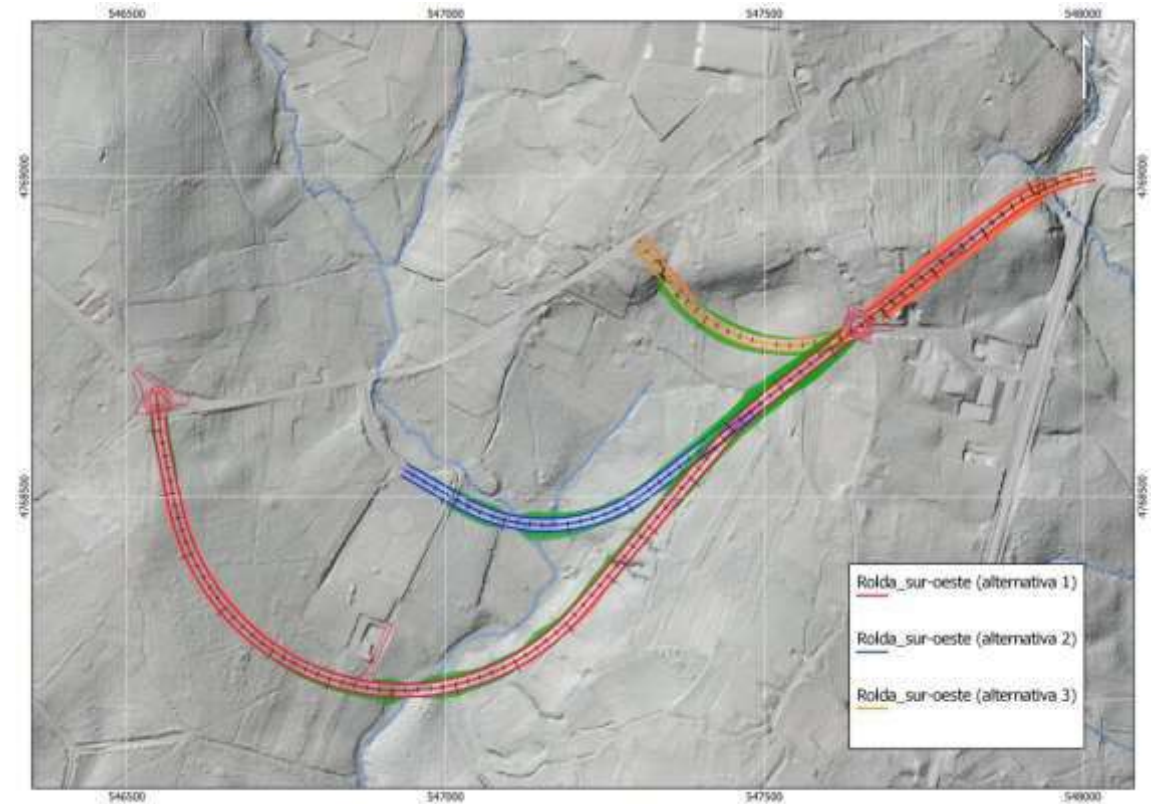 546500 547000 547500 548000
4769000 4769000
4768500 4768500
Rolda_sur-oeste (alternativa 1)
Rolda_sur-oeste (alternativa 2)
Rolda_sur-oeste (alternativa 3)
546500 547000 547500 548000